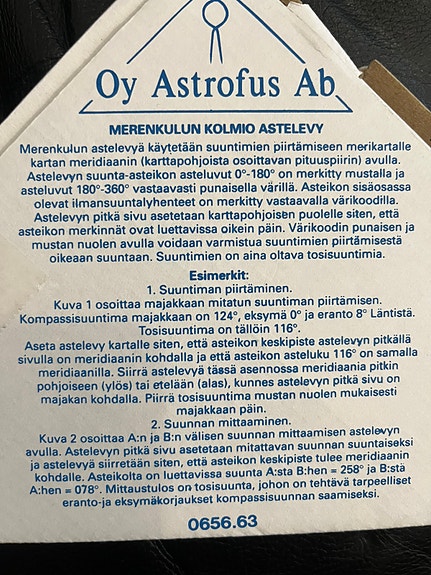 Oy Astrofus Ab
MERENKULUN KOLMIO ASTELEVY
Merenkulun astelevyä käytetään suuntimien piirtämiseen merikartalle
kartan meridiaanin (karttapohjoista osoittavan pituuspiirin) avulla.
Astelevyn suunta-asteikon asteluvut 0°-180° on merkitty mustalla ja
asteluvut 180°-360° vastaavasti punaisella värillä. Asteikon sisäosassa
olevat ilmansuuntalyhenteet on merkitty vastaavalla värikoodilla.
Astelevyn pitkä sivu asetetaan karttapohjoisen puolelle siten, että
asteikon merkinnät ovat luettavissa oikein päin. Värikoodin punaisen ja
mustan nuolen avulla voidaan varmistua suuntimien piirtämisestä
oikeaan suuntaan. Suuntimien on aina oltava tosisuuntimia.
Esimerkit:
1. Suuntiman piirtäminen.
Kuva 1 osoittaa majakkaan mitatun suuntiman piirtämisen.
Kompassisuuntima majakkaan on 124°, eksymä 0° ja eranto 8° Läntistä.
Tosisuuntima on tällöin 116°.
Aseta astelevy kartalle siten, että asteikon keskipiste astelevyn pitkällä
sivulla on meridiaanin kohdalla ja että asteikon asteluku 116° on samalla
meridiaanilla. Siirrä astelevyä tässä asennossa meridiaania pitkin
pohjoiseen (ylös) tai etelään (alas), kunnes astelevyn pitkä sivu on
majakan kohdalla. Piirrä tosisuuntima mustan nuolen mukaisesti
majakkaan päin.
2. Suunnan mittaaminen.
Kuva 2 osoittaa A:n ja B:n välisen suunnan mittaamisen astelevyn
avulla. Astelevyn pitkä sivu asetetaan mitattavan suunnan suuntaiseksi
ja astelevyä siirretään siten, että asteikon keskipiste tulee meridiaanin
kohdalle. Asteikolta on luettavissa suunta A:sta B:hen = 258° ja B:stä
A:hen = 078°. Mittaustulos on tosisuunta, johon on tehtävä tarpeelliset
eranto-ja eksymäkorjaukset kompassisuunnan saamiseksi.
0656.63